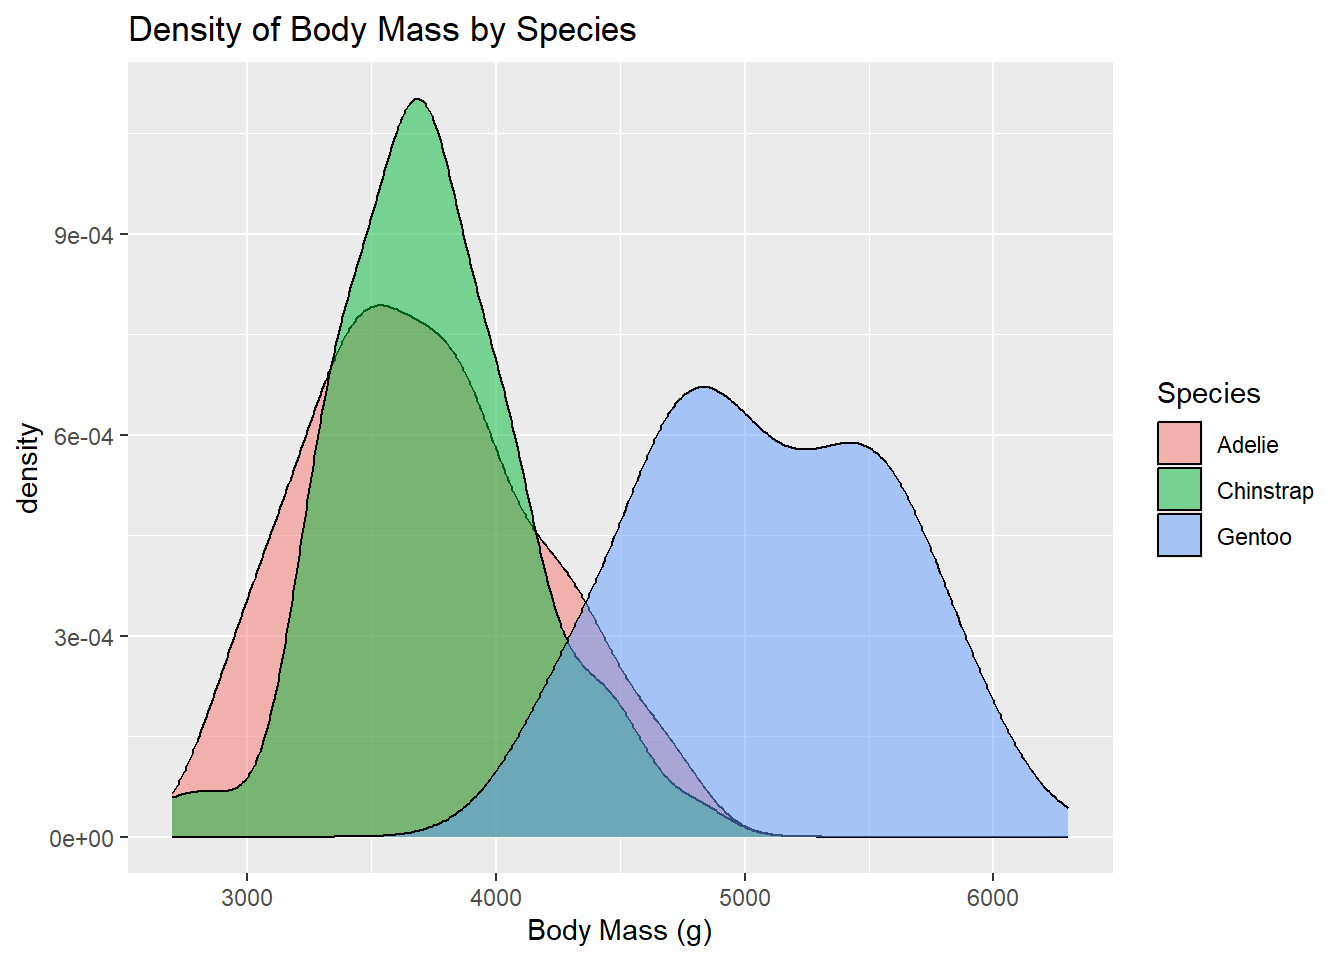 Density of Body Mass by Species
density
9e-04
6e-04
3e-04
0e+00
3000 4000 5000 6000
Body Mass (g)
Species
Adelie
Chinstrap
Gentoo